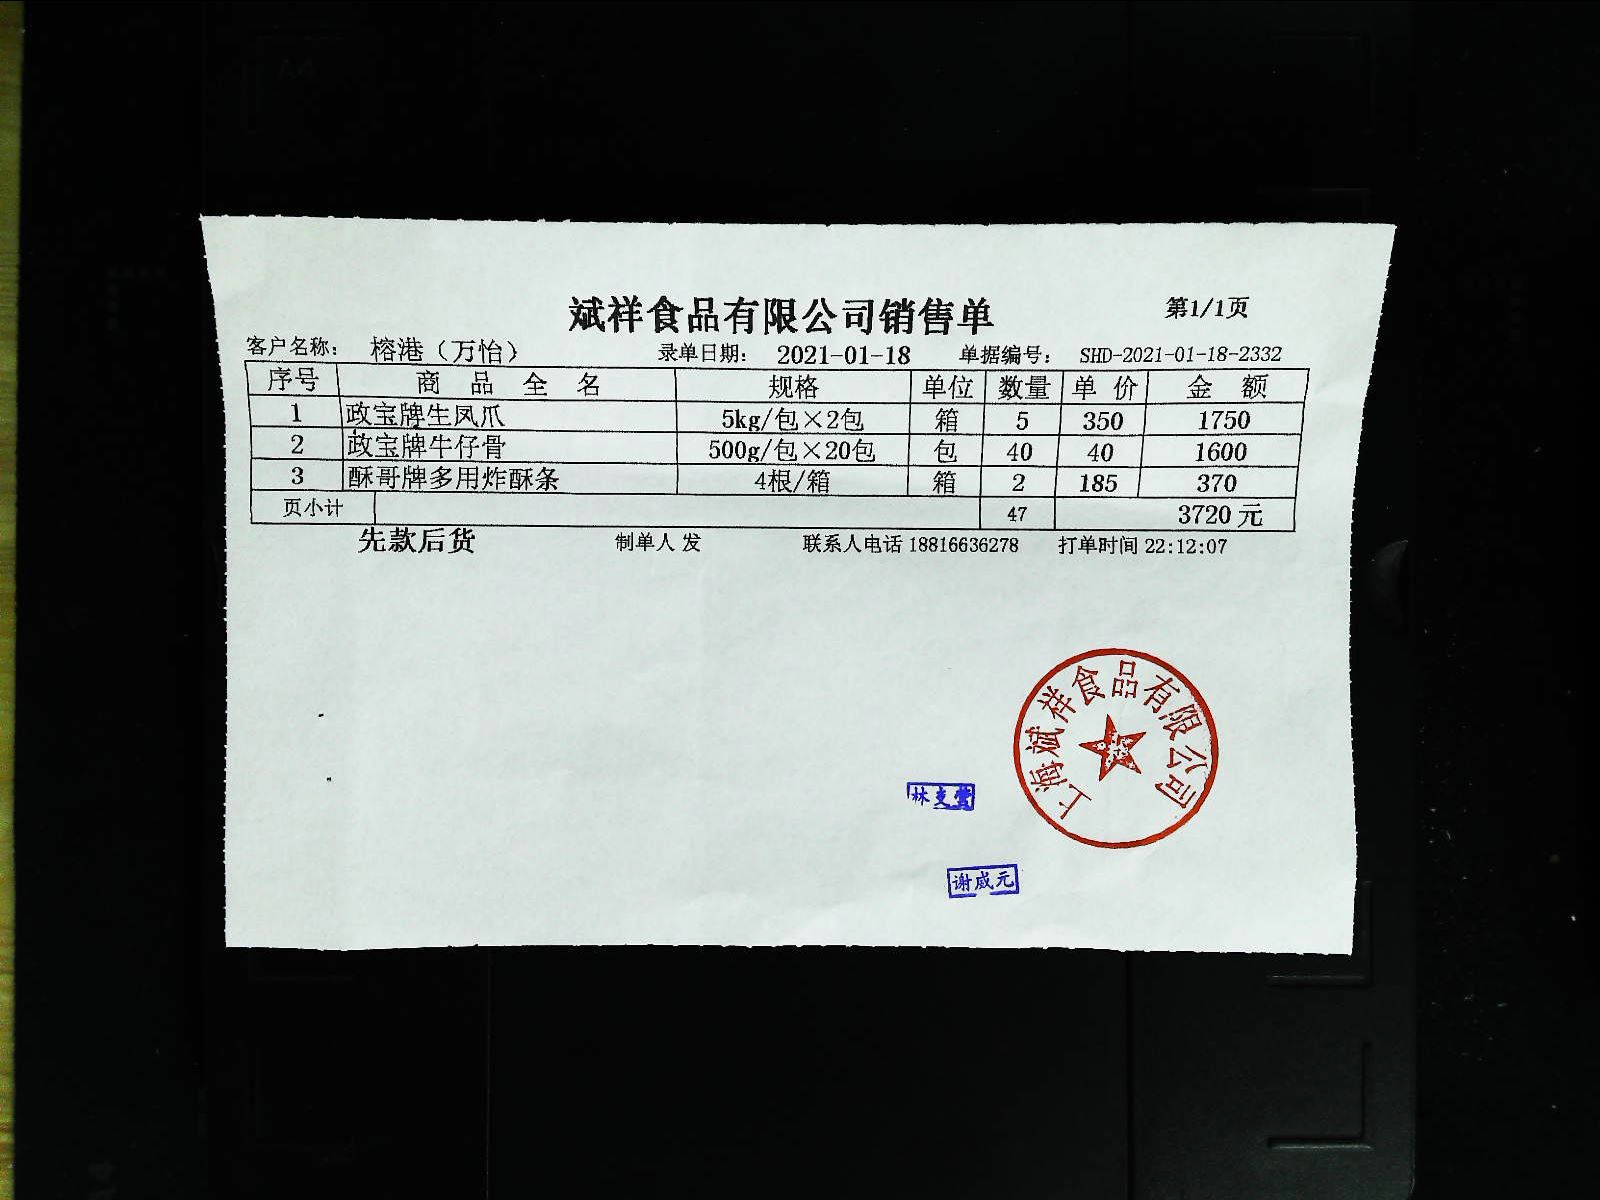 斌祥食品有限公司销售单 第1/1页
客户名称： 榕港（万怡） 录单日期： 2021-01-18 单据编号： SHD-2021-01-18-2332
序号 商品全名 规格 单位 数量 单价 金额
1 政宝牌生凤爪 5kg/包×2包 箱 5 350 1750
2 政宝牌牛仔骨 500g/包×20包 包 40 40 1600
3 酥哥牌多用炸酥条 4根/箱 箱 2 185 370
页小计 47 3720元
先款后货 制单人 发 联系人电话 18816636278 打单时间 22:12:07
上海斌祥食品有限公司
林支
谢威元